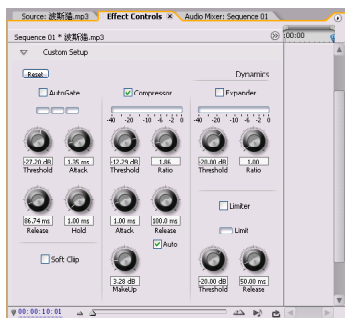 Source: 波斯猫.mp3 Effect Controls Audio Mixer: Sequence 01
Sequence 01 * 波斯猫.mp3 :00:00
Custom Setup
Reset Dynamics
AutoGate Compressor Expander
-40 -20 -10 -6 -2 0 -40 -20 -10 -6 -2 0
-27.20 dB 1.35 ms -12.29 dB 1.86 -20.00 dB 1.00
Threshold Attack Threshold Ratio Threshold Ratio
Limiter
86.74 ms 1.00 ms 1.00 ms 100.0 ms Limit
Release Hold Attack Release
Soft Clip Auto
3.28 dB -20.00 dB 50.00 ms
MakeUp Threshold Release
00:00:10:01